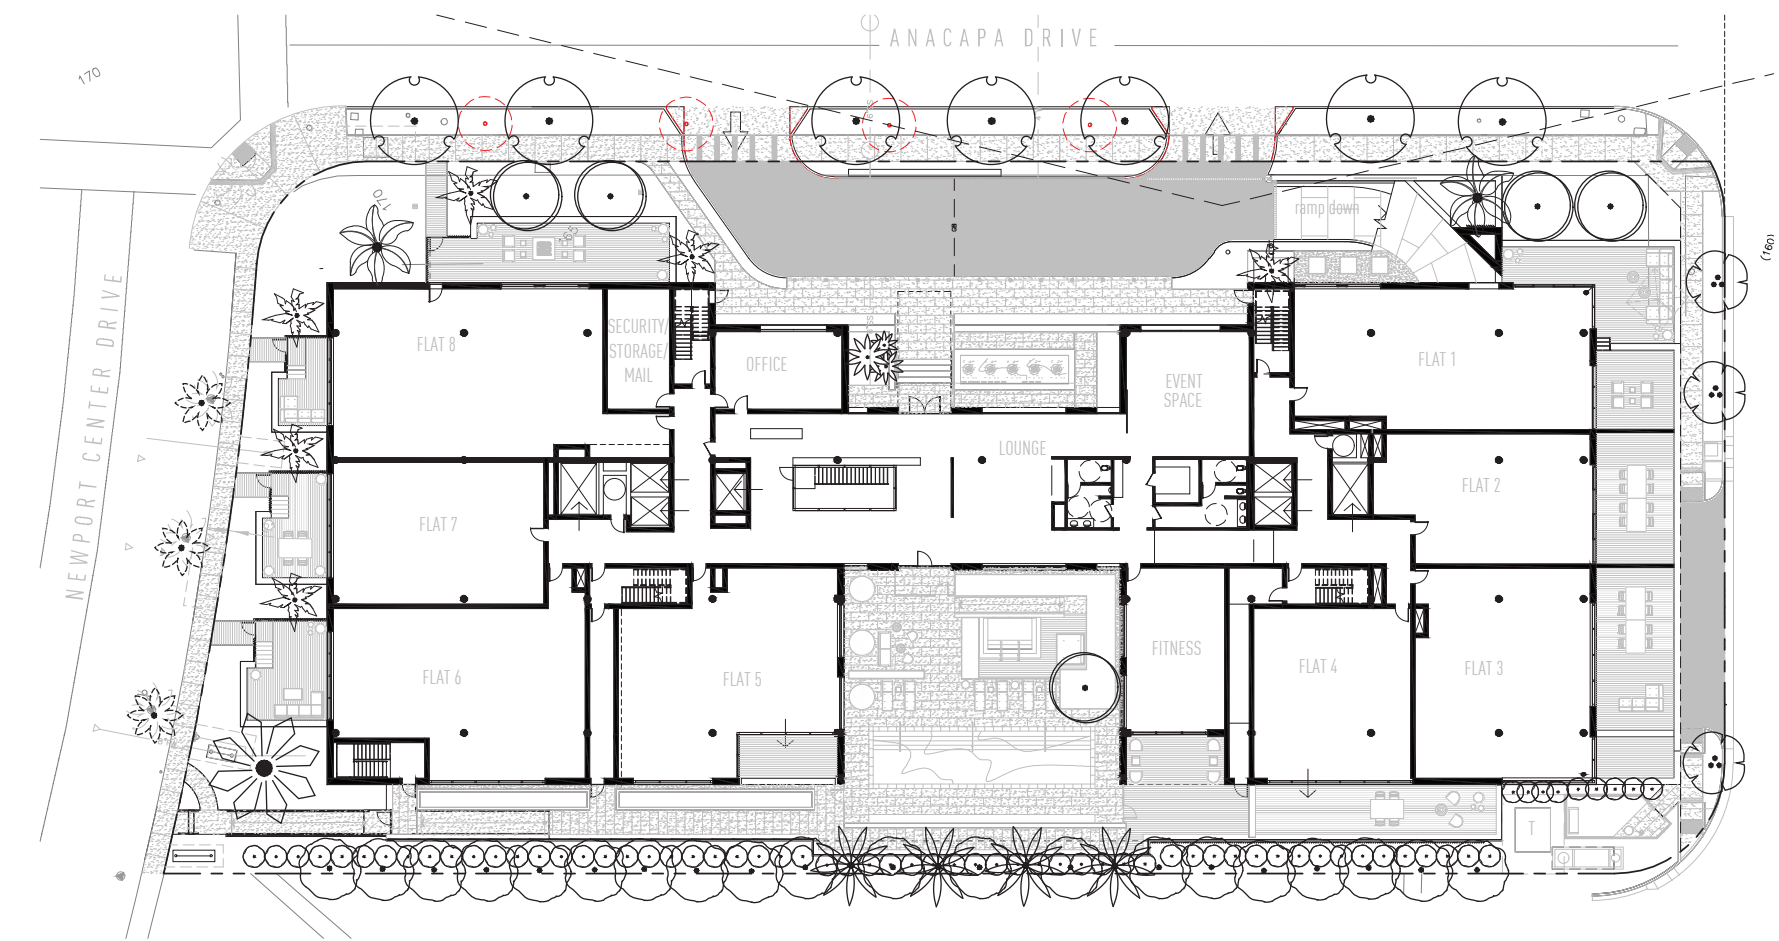 ANACAPA DRIVE
170
170
ramp down
165
(160)
NEWPORT CENTER DRIVE
SECURITY/
STORAGE/
MAIL
FLAT 8
OFFICE
EVENT
SPACE
FLAT 1
LOUNGE
FLAT 7
FLAT 2
FLAT 6
FLAT 5
FITNESS
FLAT 4
FLAT 3
T